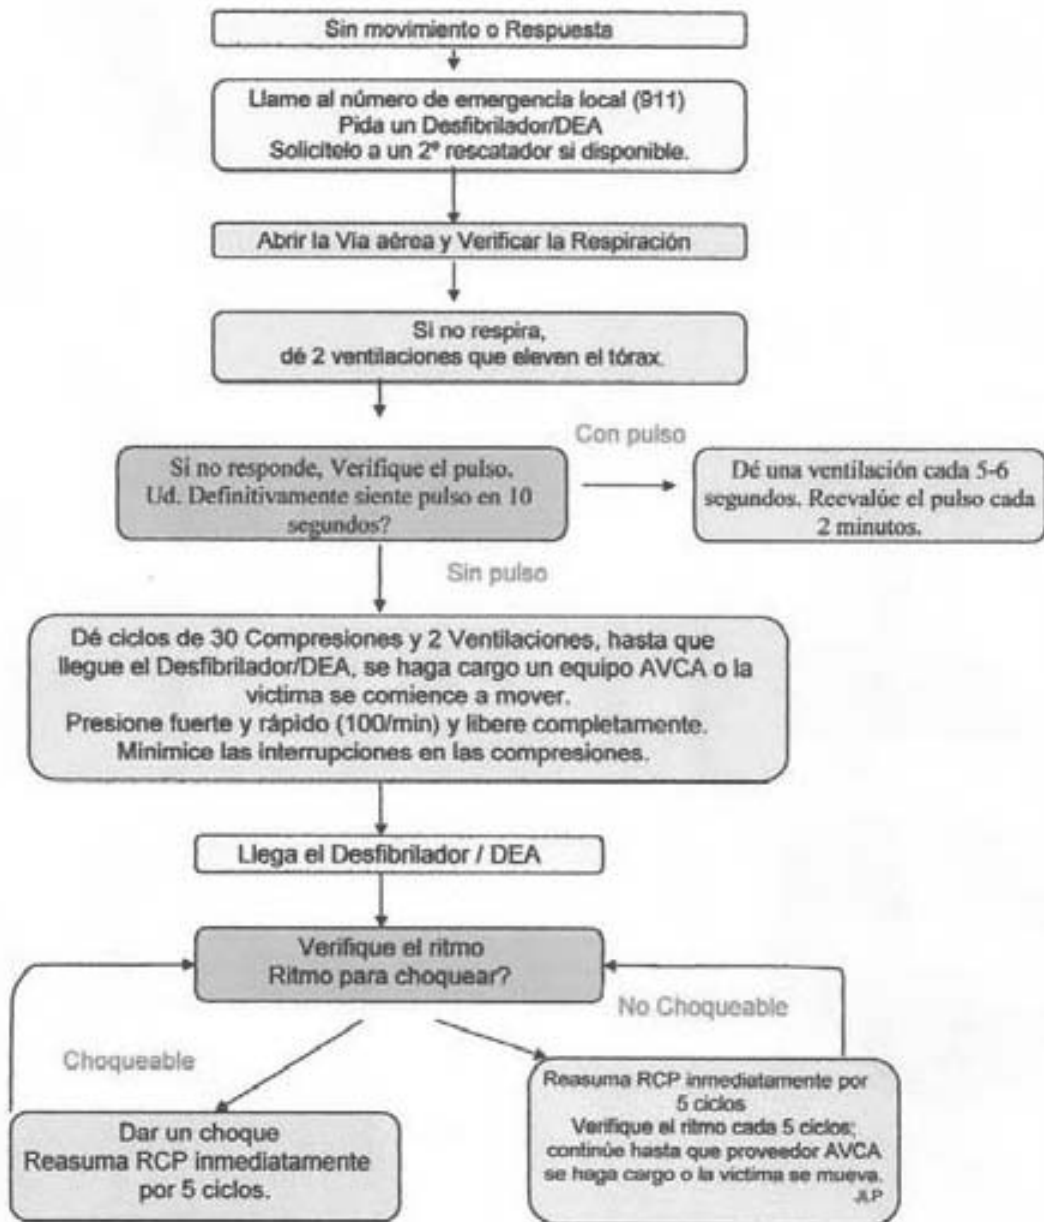 Sin movimiento o Respuesta
Llame al número de emergencia local (911)
Pida un Desfibrilador/DEA
Solicítelo a un 2º rescatador si disponible.
Abrir la Vía aérea y Verificar la Respiración
Si no respira,
dé 2 ventilaciones que eleven el tórax.
Con pulso
Si no responde, Verifique el pulso.
Ud. Definitivamente siente pulso en 10
segundos?
Dé una ventilación cada 5-6
segundos. Reevalúe el pulso cada
2 minutos.
Sin pulso
Dé ciclos de 30 Compresiones y 2 Ventilaciones, hasta que
llegue el Desfibrilador/DEA, se haga cargo un equipo AVCA o la
victima se comience a mover.
Presione fuerte y rápido (100/min) y libere completamente.
Minimice las interrupciones en las compresiones.
Llega el Desfibrilador / DEA
Verifique el ritmo
Ritmo para choquear?
No Choqueable
Choqueable
Dar un choque
Reasuma RCP inmediatamente
por 5 ciclos.
Reasuma RCP inmediatamente por
5 ciclos
Verifique el ritmo cada 5 ciclos;
continúe hasta que proveedor AVCA
se haga cargo o la victima se mueva.
JLP